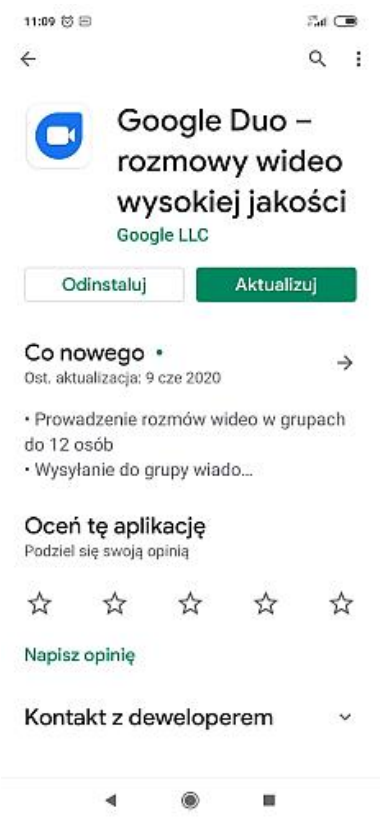 11:09
Google Duo –
rozmowy wideo
wysokiej jakości
Google LLC
Odinstaluj
Aktualizuj
Co nowego •
Ost. aktualizacja: 9 cze 2020
• Prowadzenie rozmów wideo w grupach
do 12 osób
• Wysyłanie do grupy wiado...
Oceń tę aplikację
Podziel się swoją opinią
Napisz opinię
Kontakt z deweloperem